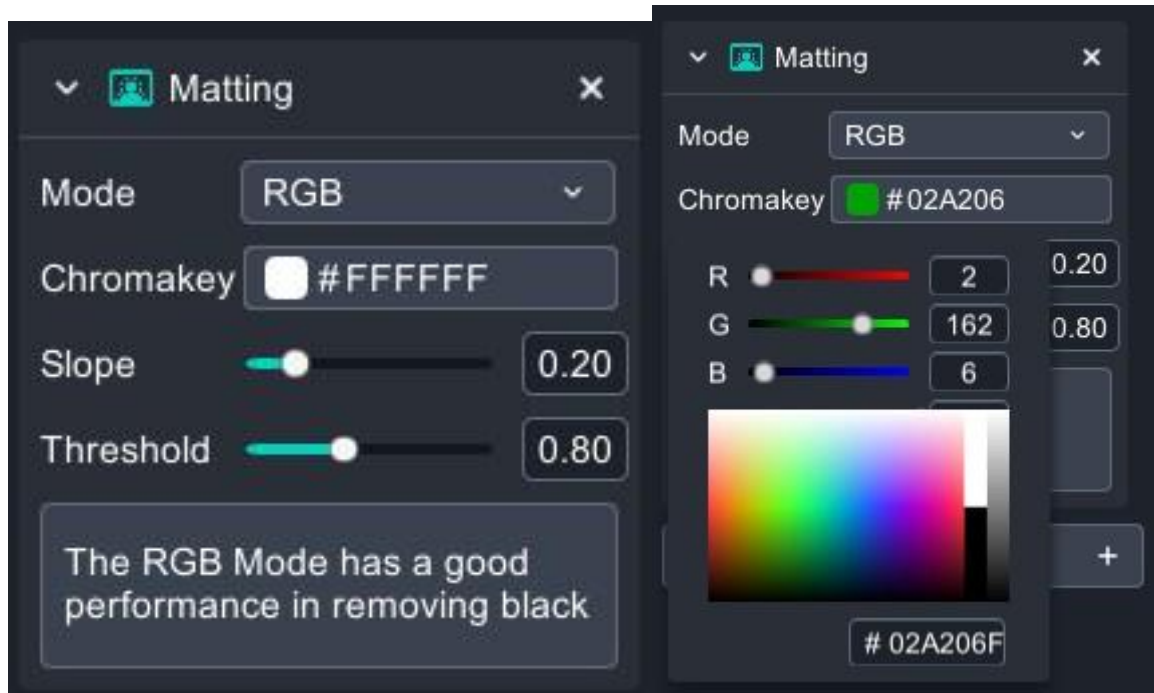 Matting
Mode RGB
Chromakey #FFFFFF
Slope 0.20
Threshold 0.80
The RGB Mode has a good
performance in removing black
Matting
Mode RGB
Chromakey #02A206
R 2
0.20
G 162
0.80
B 6
+
# 02A206F